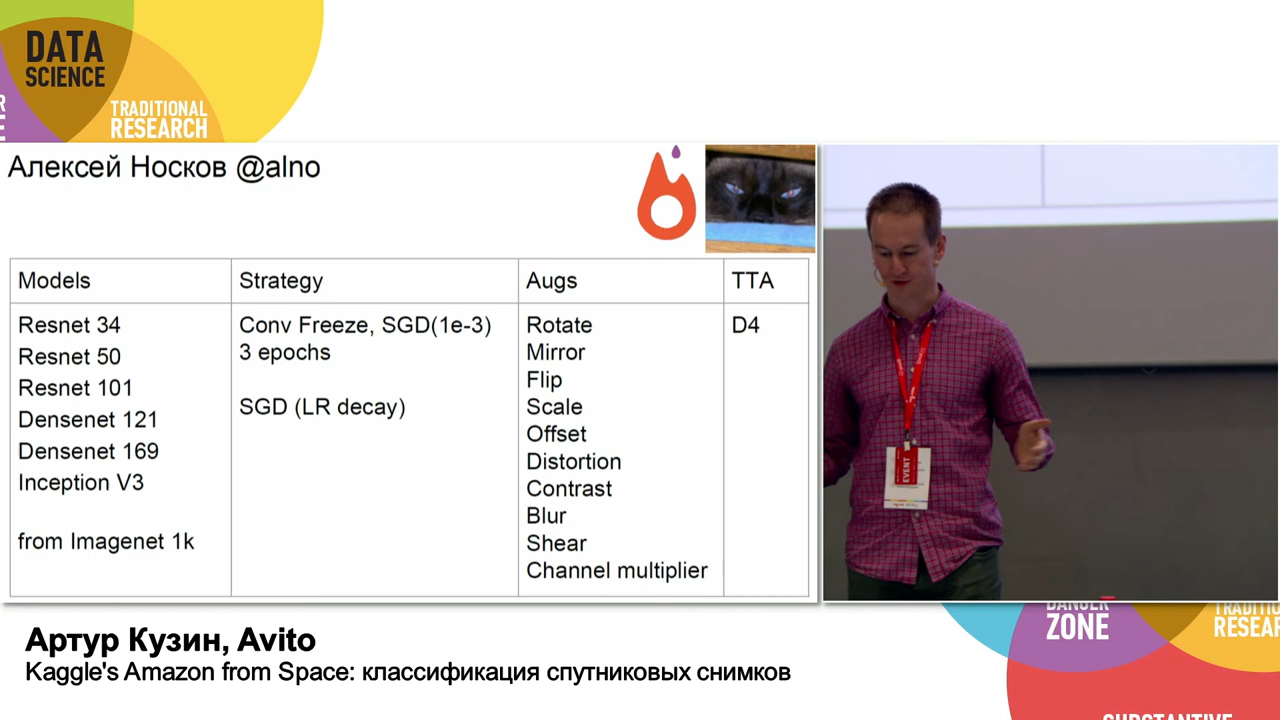 DATA
SCIENCE
TRADITIONAL
RESEARCH
Алексей Носков @alno
Models
Strategy
Augs
TTA
Resnet 34
Resnet 50
Resnet 101
Densenet 121
Densenet 169
Inception V3
from Imagenet 1k
Conv Freeze, SGD(1e-3)
3 epochs
SGD (LR decay)
Rotate
Mirror
Flip
Scale
Offset
Distortion
Contrast
Blur
Shear
Channel multiplier
D4
EVENT
Артур Кузин, Avito
Kaggle's Amazon from Space: классификация спутниковых снимков
DANGER
ZONE
TRADITIO
RESEAR
SUBSTANTIVE